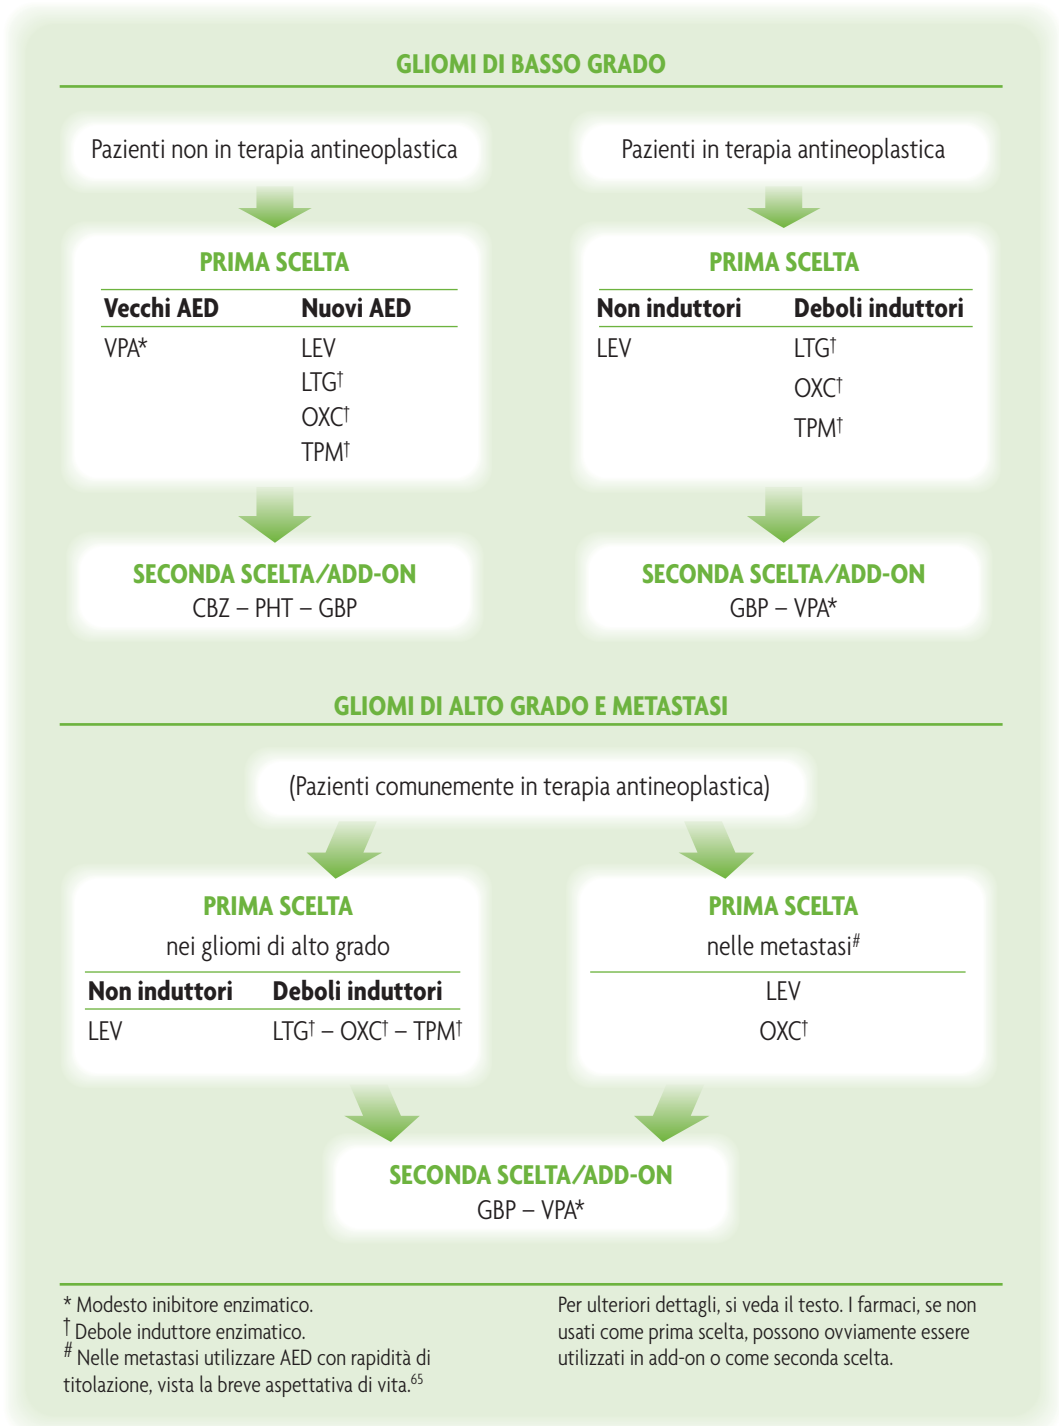 GLIOMI DI BASSO GRADO
Pazienti non in terapia antineoplastica
PRIMA SCELTA
Vecchi AED Nuovi AED
VPA* LEV
LTG†
OXC†
TPM†
SECONDA SCELTA/ADD-ON
CBZ – PHT – GBP
Pazienti in terapia antineoplastica
PRIMA SCELTA
Non induttori Deboli induttori
LEV LTG†
OXC†
TPM†
SECONDA SCELTA/ADD-ON
GBP – VPA*
GLIOMI DI ALTO GRADO E METASTASI
(Pazienti comunemente in terapia antineoplastica)
PRIMA SCELTA
nei gliomi di alto grado
Non induttori Deboli induttori
LEV LTG† – OXC† – TPM†
PRIMA SCELTA
nelle metastasi#
LEV
OXC†
SECONDA SCELTA/ADD-ON
GBP – VPA*
* Modesto inibitore enzimatico.
† Debole induttore enzimatico.
# Nelle metastasi utilizzare AED con rapidità di
titolazione, vista la breve aspettativa di vita.65
Per ulteriori dettagli, si veda il testo. I farmaci, se non
usati come prima scelta, possono ovviamente essere
utilizzati in add-on o come seconda scelta.